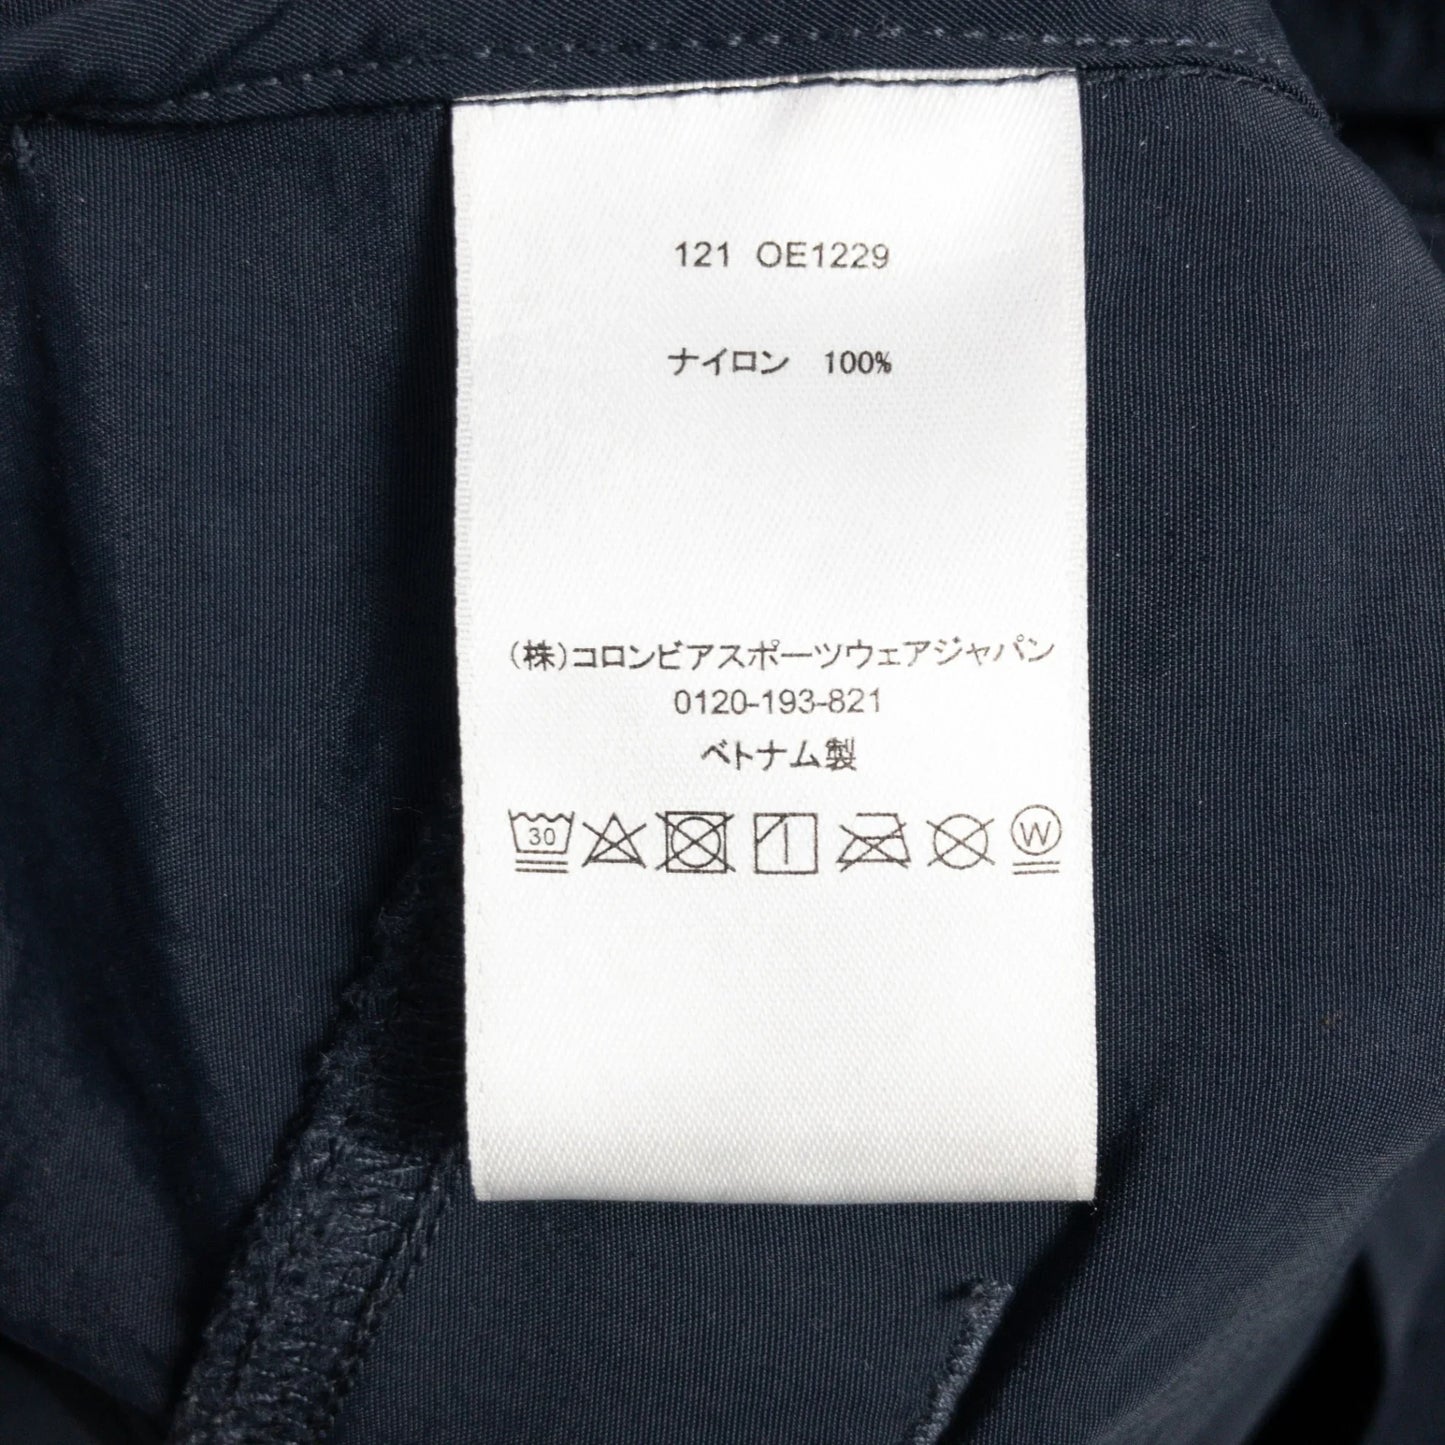 121 OE1229
ナイロン 100%
(株)コロンビアスポーツウェアジャパン
0120-193-821
ベトナム製
30 W